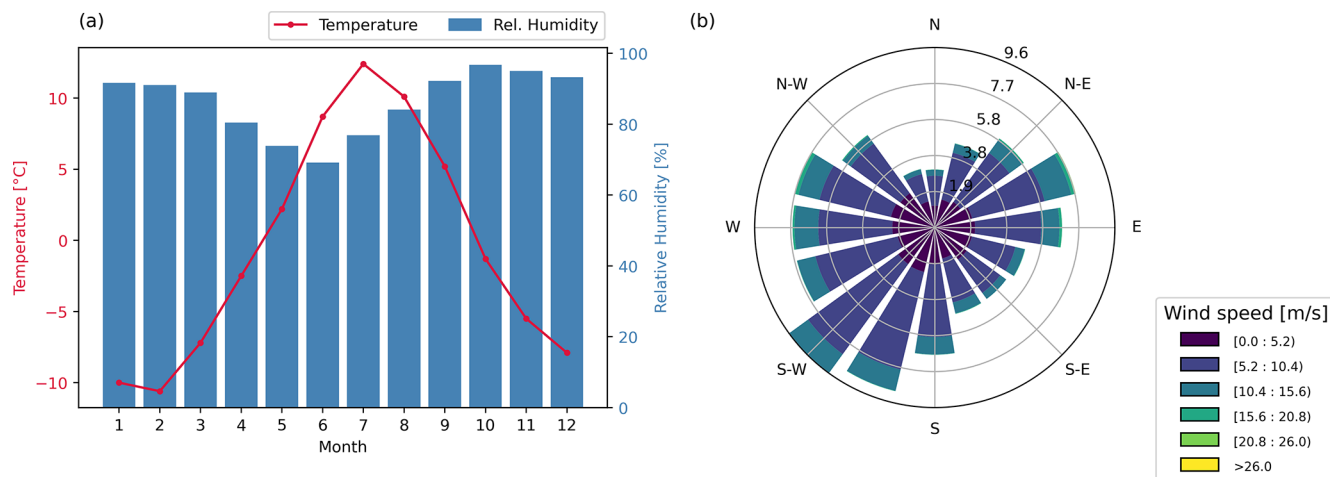 (a)
Temperature
Rel. Humidity
Temperature [°C]
10
5
0
−5
−10
1 2 3 4 5 6 7 8 9 10 11 12
Month
100
80
60
40
20
0
Relative Humidity [%]
(b)
N
N-E
E
S-E
S
S-W
W
N-W
9.6
7.7
5.8
3.8
1.9
Wind speed [m/s]
[0.0 : 5.2)
[5.2 : 10.4)
[10.4 : 15.6)
[15.6 : 20.8)
[20.8 : 26.0)
>26.0